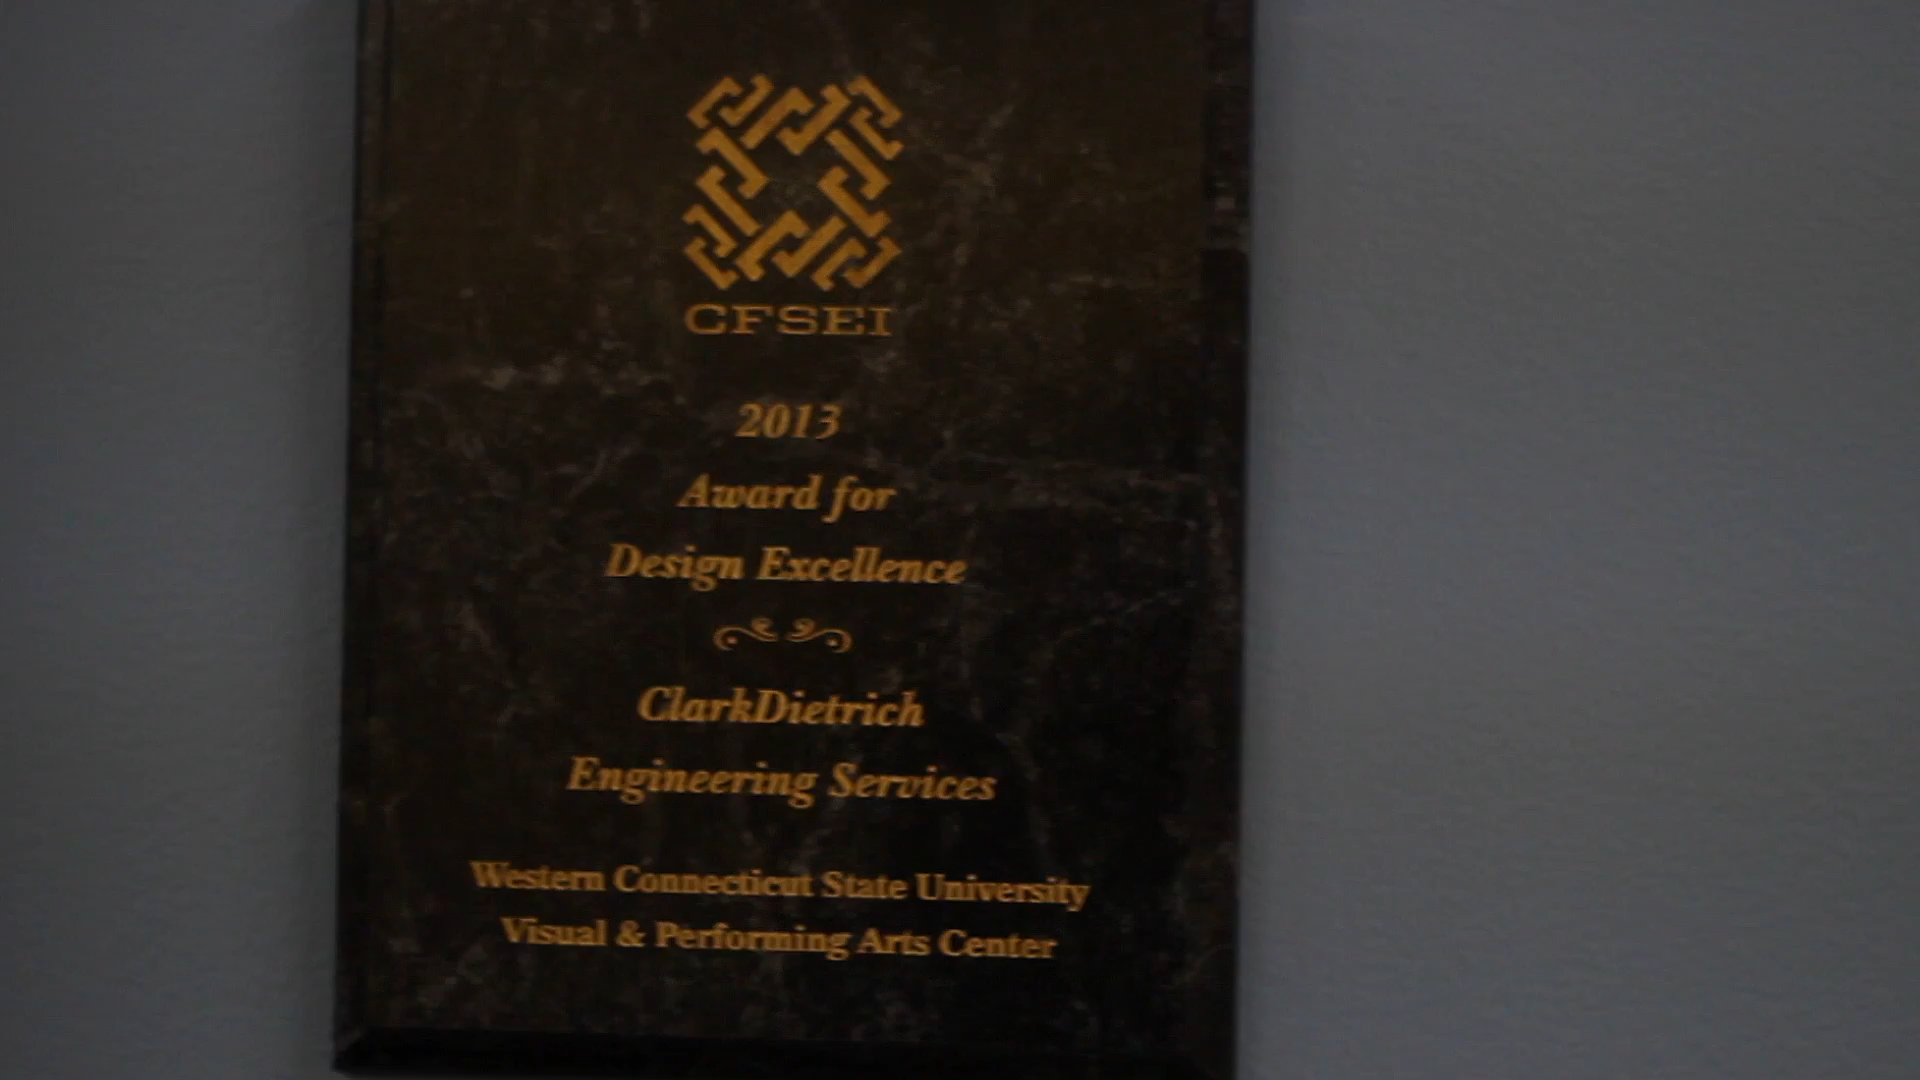 CFSEI
2013
Award for
Design Excellence
ClarkDietrich
Engineering Services
Western Connecticut State University
Visual & Performing Arts Center